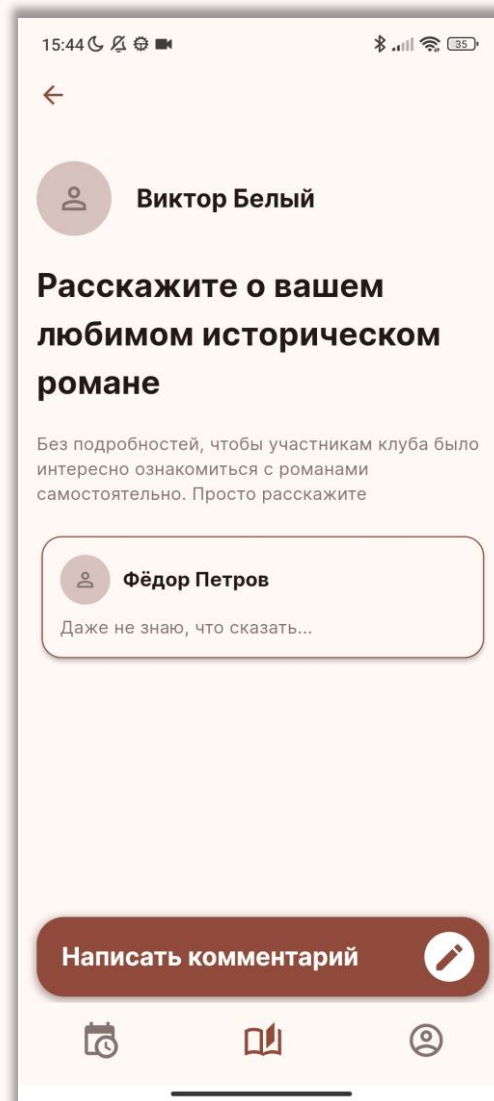 15:44 35
Виктор Белый
Расскажите о вашем
любимом историческом
романе
Без подробностей, чтобы участникам клуба было
интересно ознакомиться с романами
самостоятельно. Просто расскажите
Фёдор Петров
Даже не знаю, что сказать...
Написать комментарий